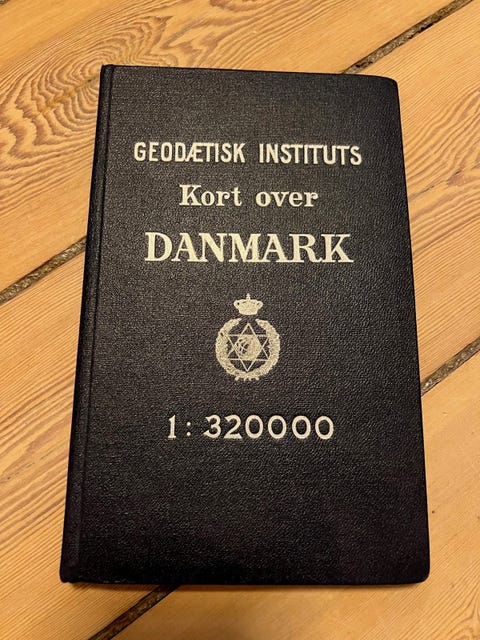 GEODÆTISK INSTITUTS
Kort over
DANMARK
1:320000